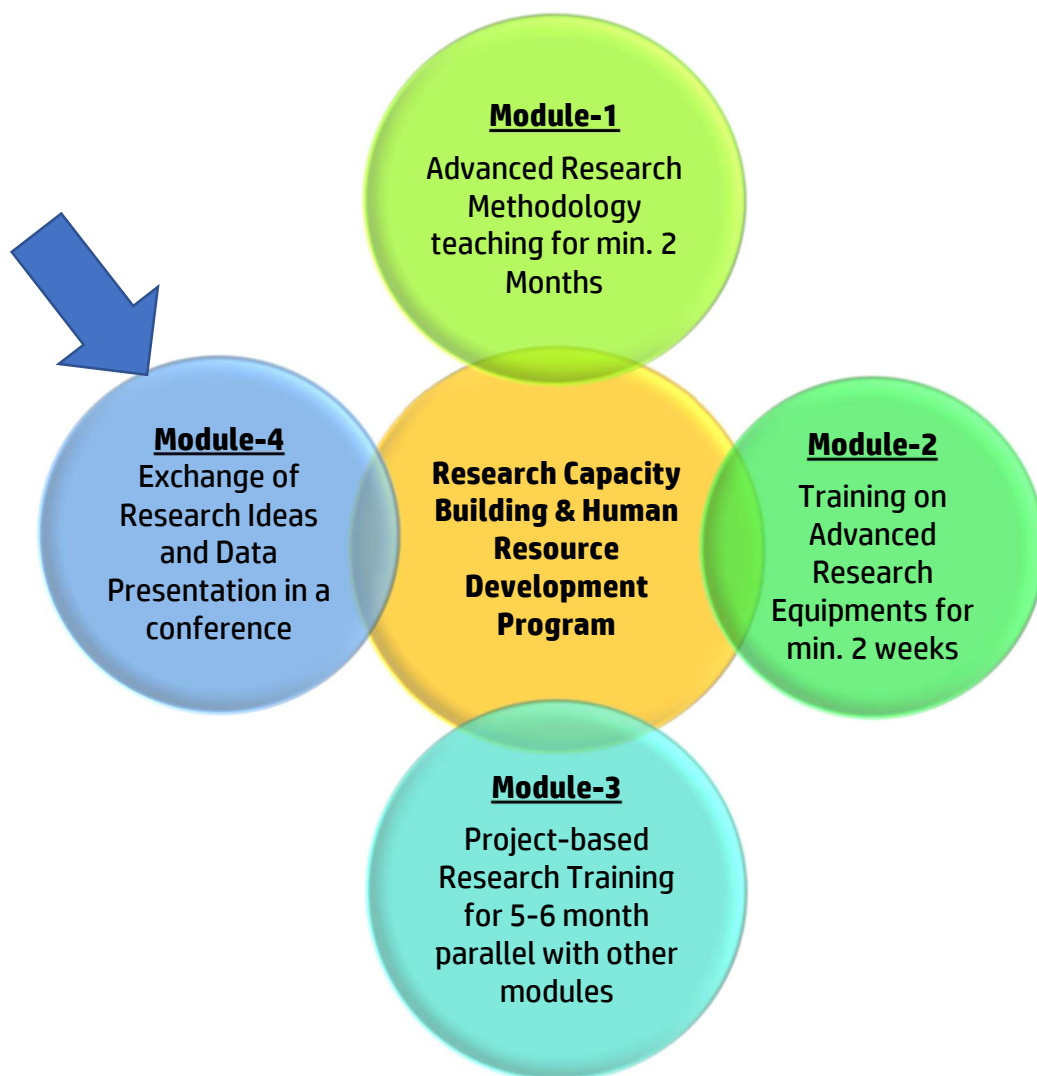 Module-1
Advanced Research
Methodology
teaching for min. 2
Months
Module-4
Exchange of
Research Ideas
and Data
Presentation in a
conference
Research Capacity
Building & Human
Resource
Development
Program
Module-2
Training on
Advanced
Research
Equipments for
min. 2 weeks
Module-3
Project-based
Research Training
for 5-6 month
parallel with other
modules